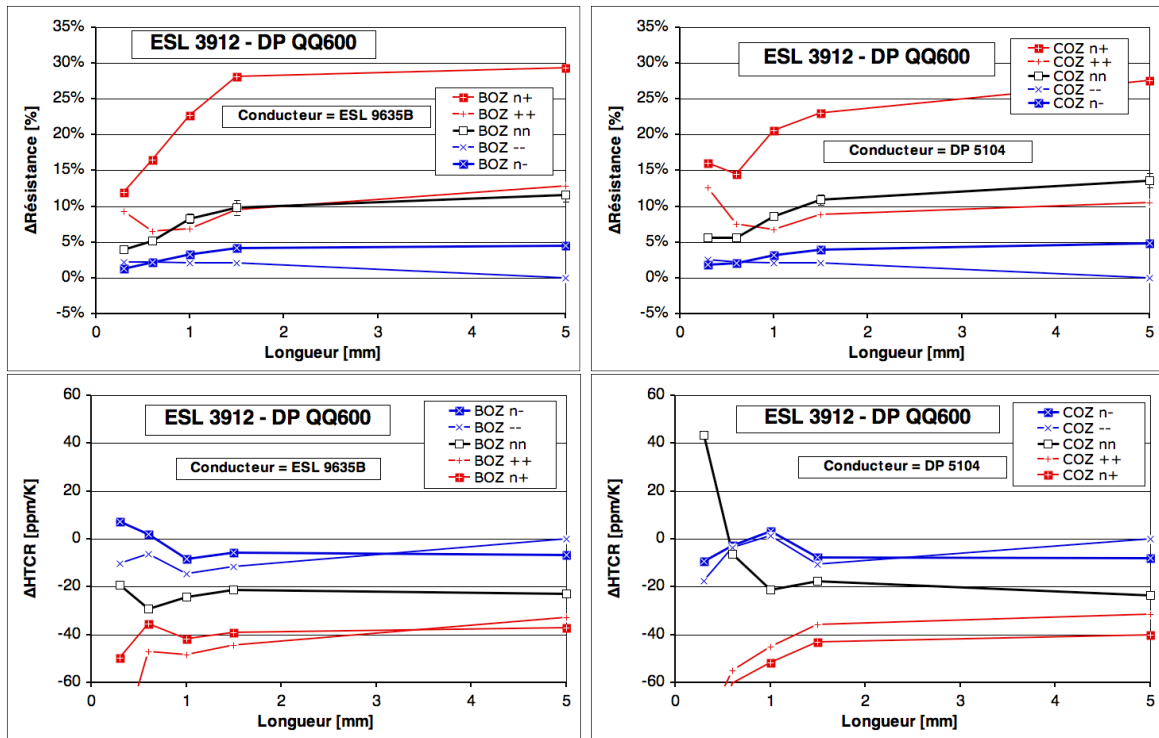 ESL 3912 - DP QQ600
Conducteur = ESL 9635B
BOZ n+
BOZ ++
BOZ nn
BOZ --
BOZ n-
ΔRésistance [%]
35%
30%
25%
20%
15%
10%
5%
0%
-5%
0 1 2 3 4 5
Longueur [mm]
ESL 3912 - DP QQ600
COZ n+
COZ ++
COZ nn
COZ --
COZ n-
Conducteur = DP 5104
ΔRésistance [%]
35%
30%
25%
20%
15%
10%
5%
0%
-5%
0 1 2 3 4 5
Longueur [mm]
ESL 3912 - DP QQ600
Conducteur = ESL 9635B
BOZ n-
BOZ --
BOZ nn
BOZ ++
BOZ n+
ΔHTCR [ppm/K]
60
40
20
0
-20
-40
-60
0 1 2 3 4 5
Longueur [mm]
ESL 3912 - DP QQ600
Conducteur = DP 5104
COZ n-
COZ --
COZ nn
COZ ++
COZ n+
ΔHTCR [ppm/K]
60
40
20
0
-20
-40
-60
0 1 2 3 4 5
Longueur [mm]